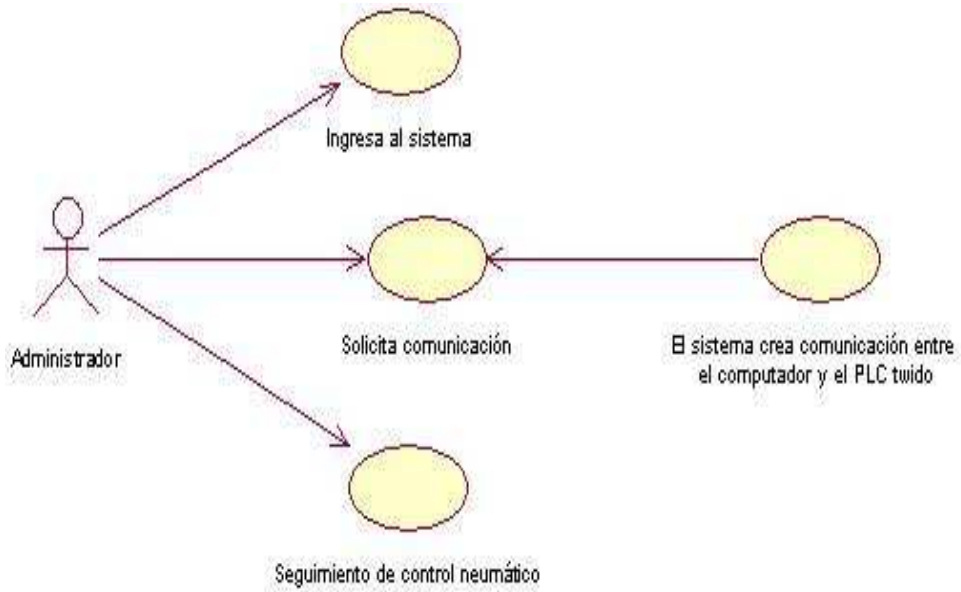 Ingresa al sistema
Administrador
Solicita comunicación
El sistema crea comunicación entre
el computador y el PLC twido
Seguimiento de control neumático